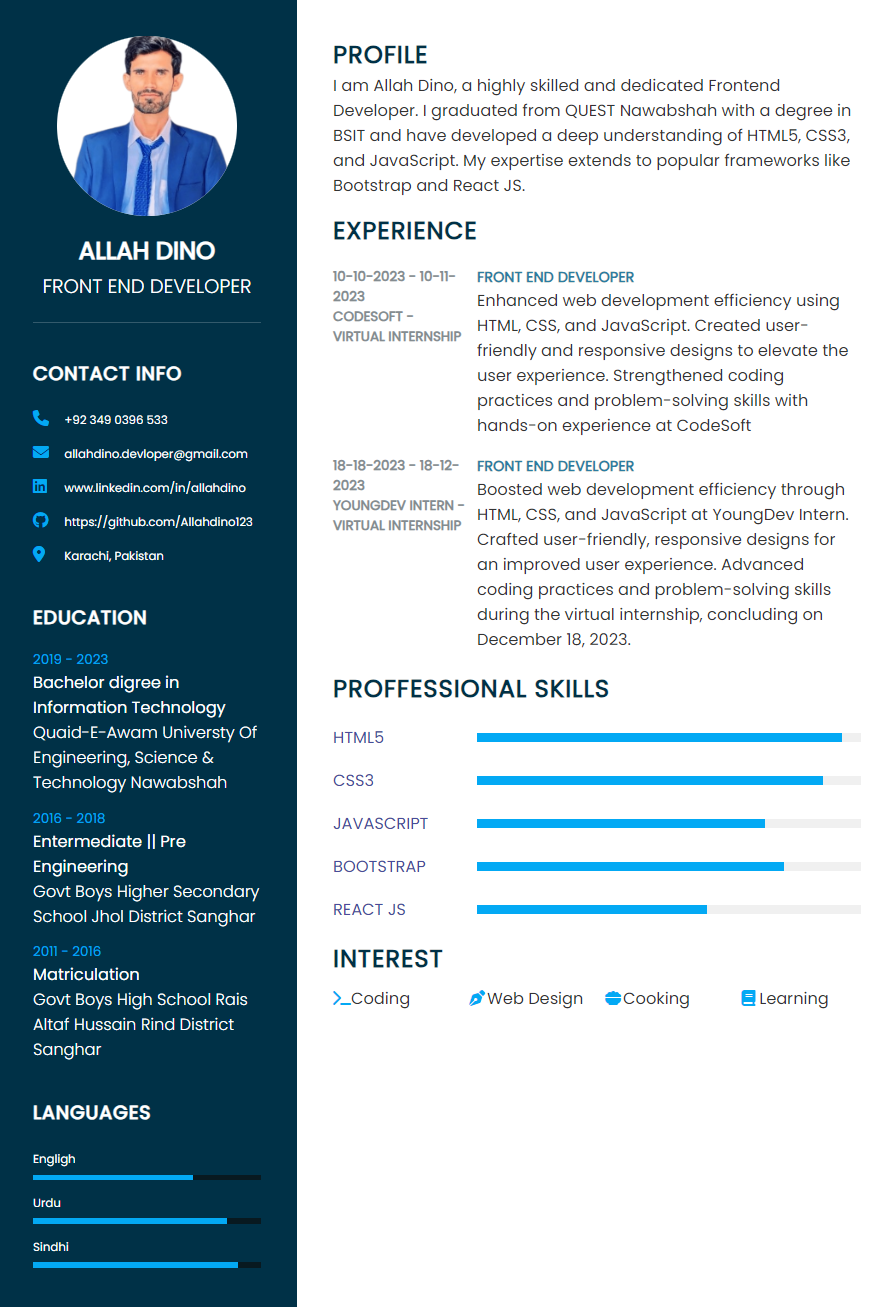 ALLAH DINO
FRONT END DEVELOPER
CONTACT INFO
+92 349 0396 533
allahdino.devloper@gmail.com
www.linkedin.com/in/allahdino
https://github.com/Allahdino123
Karachi, Pakistan
EDUCATION
2019 - 2023
Bachelor digree in
Information Technology
Quaid-E-Awam Universty Of
Engineering, Science &
Technology Nawabshah
2016 - 2018
Entermediate || Pre
Engineering
Govt Boys Higher Secondary
School Jhol District Sanghar
2011 - 2016
Matriculation
Govt Boys High School Rais
Altaf Hussain Rind District
Sanghar
LANGUAGES
Engligh
Urdu
Sindhi
PROFILE
I am Allah Dino, a highly skilled and dedicated Frontend
Developer. I graduated from QUEST Nawabshah with a degree in
BSIT and have developed a deep understanding of HTML5, CSS3,
and JavaScript. My expertise extends to popular frameworks like
Bootstrap and React JS.
EXPERIENCE
10-10-2023 - 10-11-
2023
CODESOFT -
VIRTUAL INTERNSHIP
FRONT END DEVELOPER
Enhanced web development efficiency using
HTML, CSS, and JavaScript. Created user-
friendly and responsive designs to elevate the
user experience. Strengthened coding
practices and problem-solving skills with
hands-on experience at CodeSoft
18-18-2023 - 18-12-
2023
YOUNGDEV INTERN -
VIRTUAL INTERNSHIP
FRONT END DEVELOPER
Boosted web development efficiency through
HTML, CSS, and JavaScript at YoungDev Intern.
Crafted user-friendly, responsive designs for
an improved user experience. Advanced
coding practices and problem-solving skills
during the virtual internship, concluding on
December 18, 2023.
PROFFESSIONAL SKILLS
HTML5
CSS3
JAVASCRIPT
BOOTSTRAP
REACT JS
INTEREST
Coding Web Design Cooking Learning